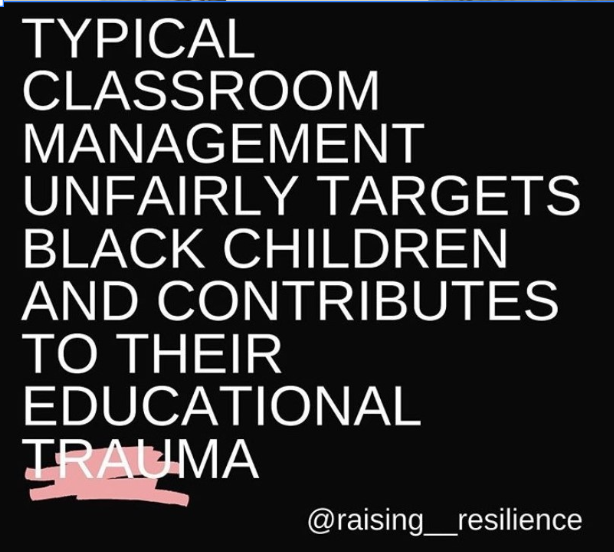 TYPICAL
CLASSROOM
MANAGEMENT
UNFAIRLY TARGETS
BLACK CHILDREN
AND CONTRIBUTES
TO THEIR
EDUCATIONAL
TRAUMA
@raising__resilience